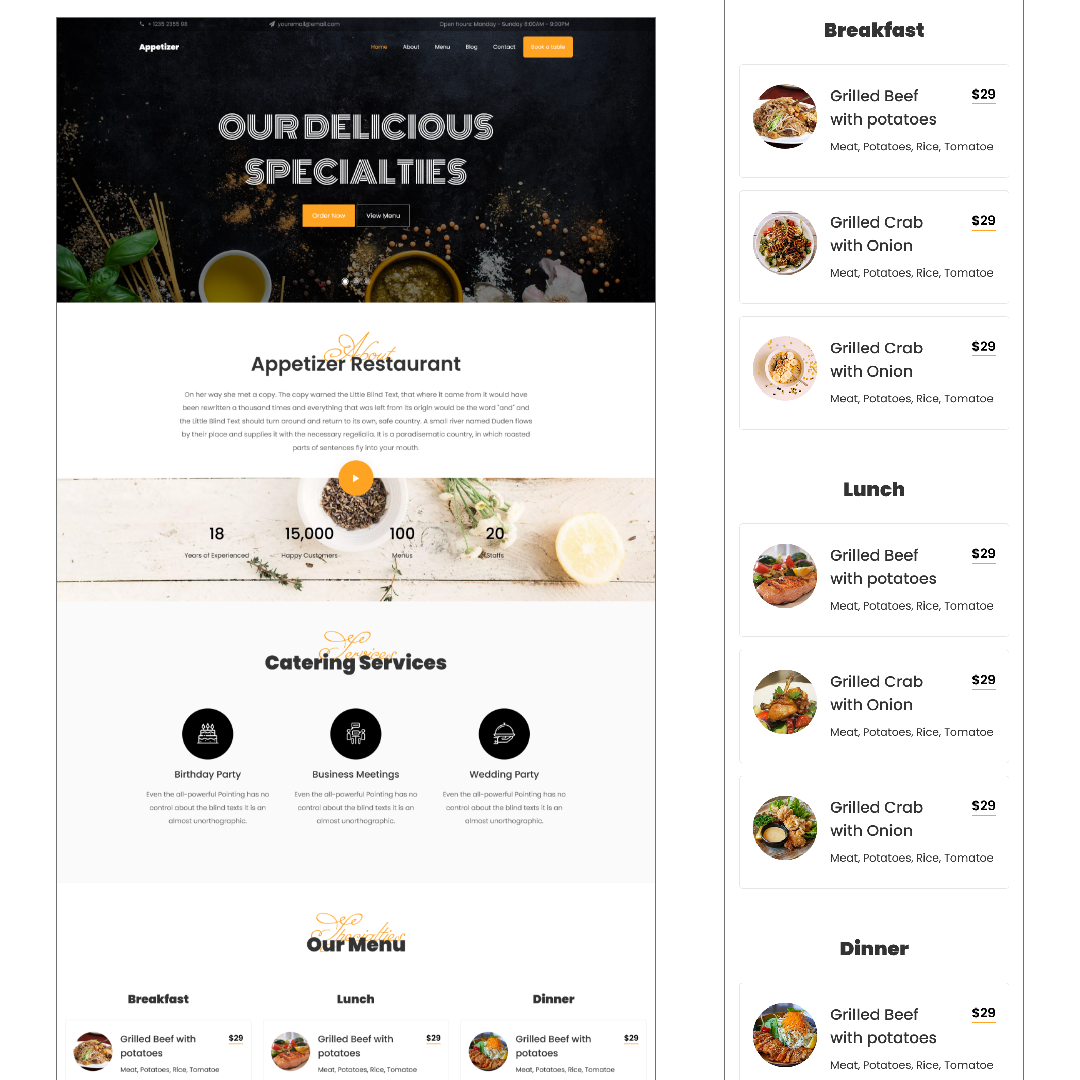 + 1235 2355 98
youremail@email.com
Open hours: Monday - Sunday 8:00AM - 9:00PM
Appetizer
Home
About
Menu
Blog
Contact
Book a table
OUR DELICIOUS
SPECIALTIES
Order Now
View Menu
About
Appetizer Restaurant
On her way she met a copy. The copy warned the Little Blind Text, that where it came from it would have
been rewritten a thousand times and everything that was left from its origin would be the word "and" and
the Little Blind Text should turn around and return to its own, safe country. A small river named Duden flows
by their place and supplies it with the necessary regelialia. It is a paradisematic country, in which roasted
parts of sentences fly into your mouth.
18
15,000
100
20
Years of Experienced
Happy Customers
Menus
Staffs
Services
Catering Services
Birthday Party
Business Meetings
Wedding Party
Even the all-powerful Pointing has no
control about the blind texts it is an
almost unorthographic.
Even the all-powerful Pointing has no
control about the blind texts it is an
almost unorthographic.
Even the all-powerful Pointing has no
control about the blind texts it is an
almost unorthographic.
Specialties
Our Menu
Breakfast
Grilled Beef with
potatoes
$29
Meat, Potatoes, Rice, Tomatoe
Lunch
Grilled Beef with
potatoes
$29
Meat, Potatoes, Rice, Tomatoe
Dinner
Grilled Beef with
potatoes
$29
Meat, Potatoes, Rice, Tomatoe
Breakfast
Grilled Beef
with potatoes
$29
Meat, Potatoes, Rice, Tomatoe
Grilled Crab
with Onion
$29
Meat, Potatoes, Rice, Tomatoe
Grilled Crab
with Onion
$29
Meat, Potatoes, Rice, Tomatoe
Lunch
Grilled Beef
with potatoes
$29
Meat, Potatoes, Rice, Tomatoe
Grilled Crab
with Onion
$29
Meat, Potatoes, Rice, Tomatoe
Grilled Crab
with Onion
$29
Meat, Potatoes, Rice, Tomatoe
Dinner
Grilled Beef
with potatoes
$29
Meat, Potatoes, Rice, Tomatoe